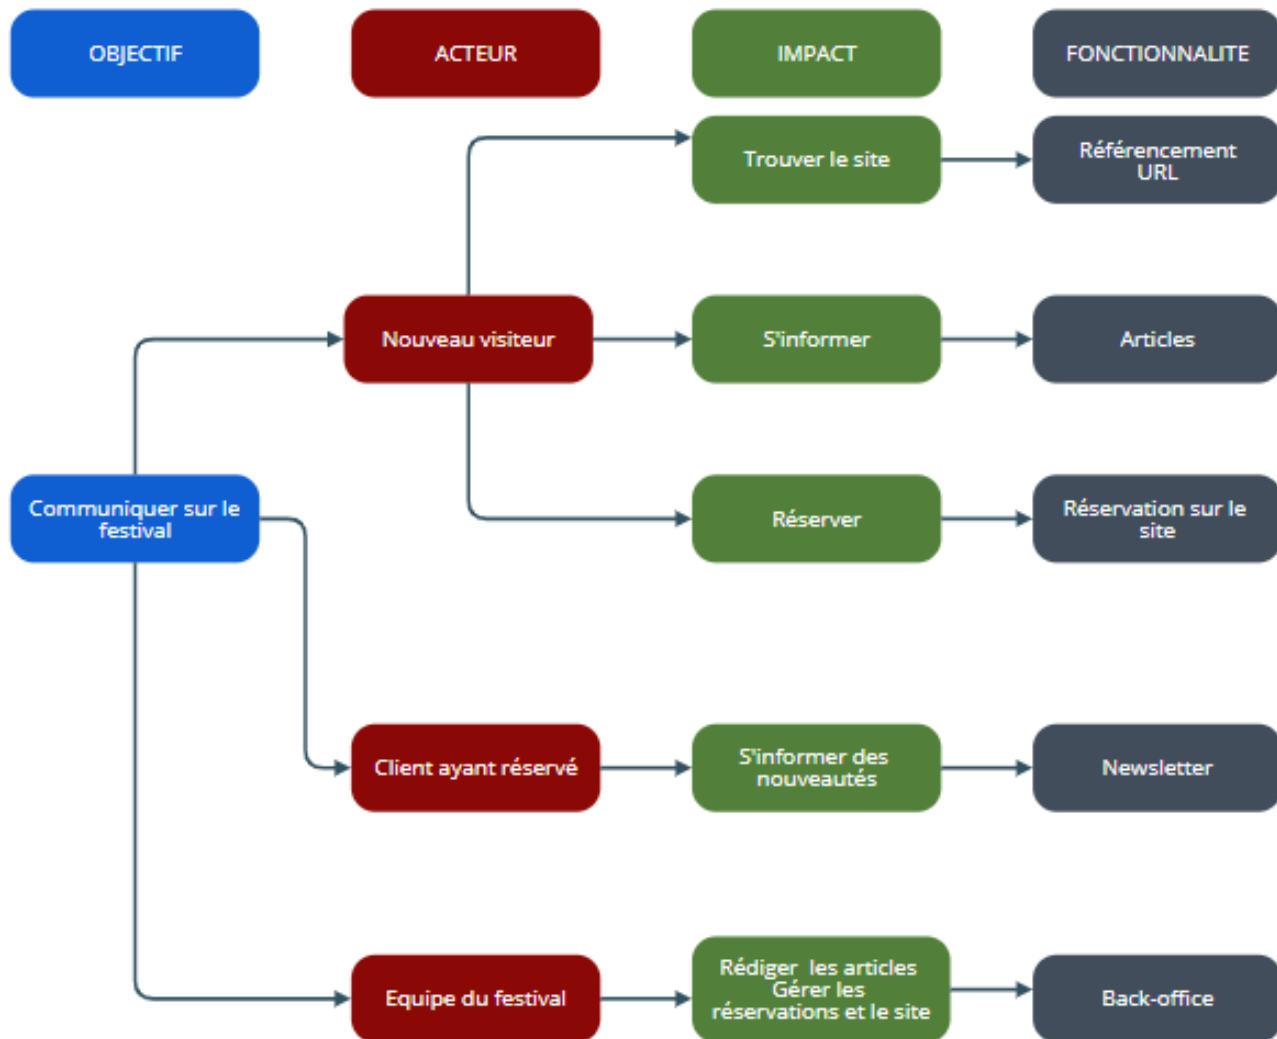 OBJECTIF
ACTEUR
IMPACT
FONCTIONNALITE
Trouver le site
Référencement
URL
Nouveau visiteur
S'informer
Articles
Communiquer sur le
festival
Réserver
Réservation sur le
site
Client ayant réservé
S'informer des
nouveautés
Newsletter
Equipe du festival
Rédiger les articles
Gérer les
réservations et le site
Back-office